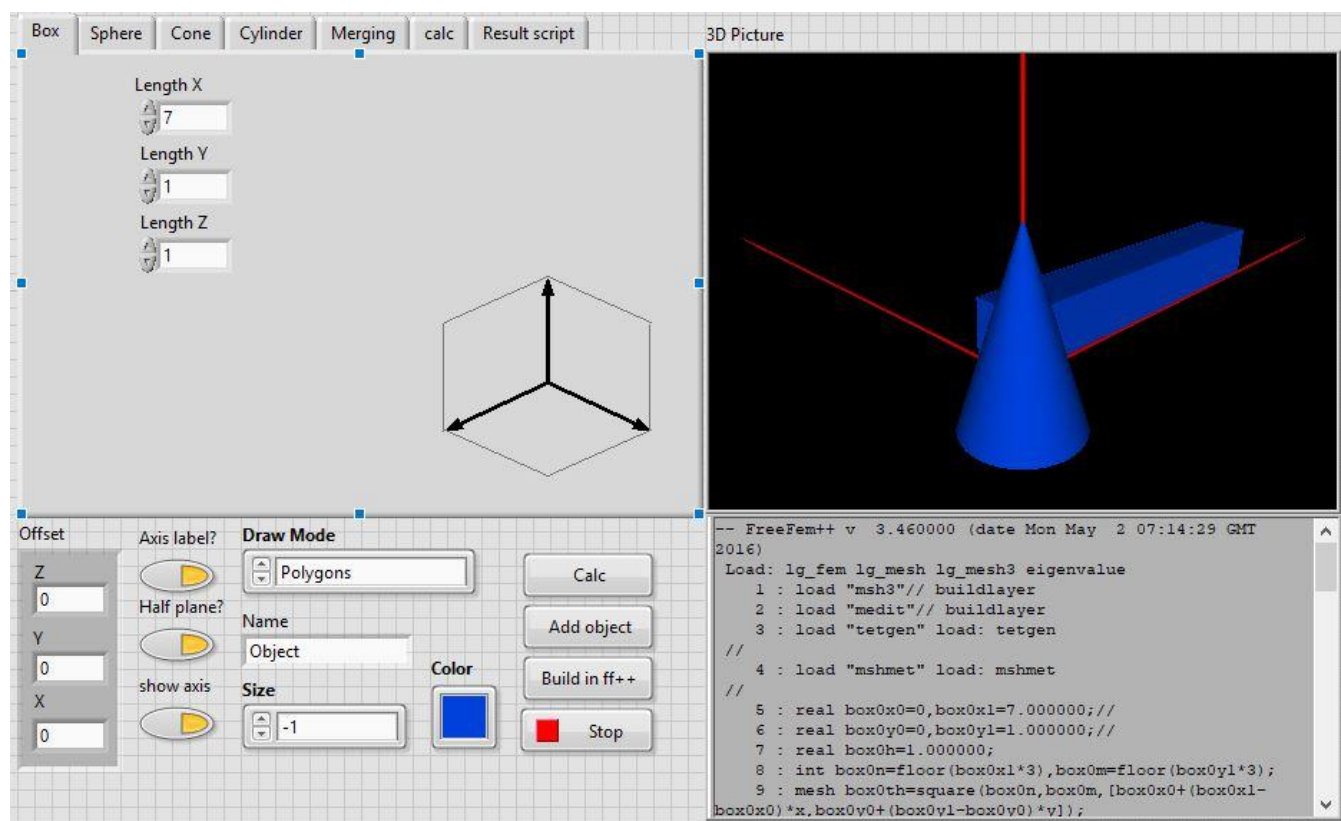 Box Sphere Cone Cylinder Merging calc Result script
3D Picture
Length X
7
Length Y
1
Length Z
1
Offset
Z
0
Y
0
X
0
Axis label?
Half plane?
show axis
Draw Mode
Polygons
Name
Object
Size
-1
Color
Calc
Add object
Build in ff++
Stop
-- FreeFem++ v 3.460000 (date Mon May 2 07:14:29 GMT
2016)
Load: lg_fem lg_mesh lg_mesh3 eigenvalue
1 : load "msh3"// buildlayer
2 : load "medit"// buildlayer
3 : load "tetgen" load: tetgen
//
4 : load "mshmet" load: mshmet
//
5 : real box0x0=0,box0x1=7.000000;//
6 : real box0y0=0,box0y1=1.000000;//
7 : real box0h=1.000000;
8 : int box0n=floor(box0x1*3),box0m=floor(box0y1*3);
9 : mesh box0th=square(box0n,box0m,[box0x0+(box0x1-
box0x0)*x,box0y0+(box0y1-box0y0)*y]);